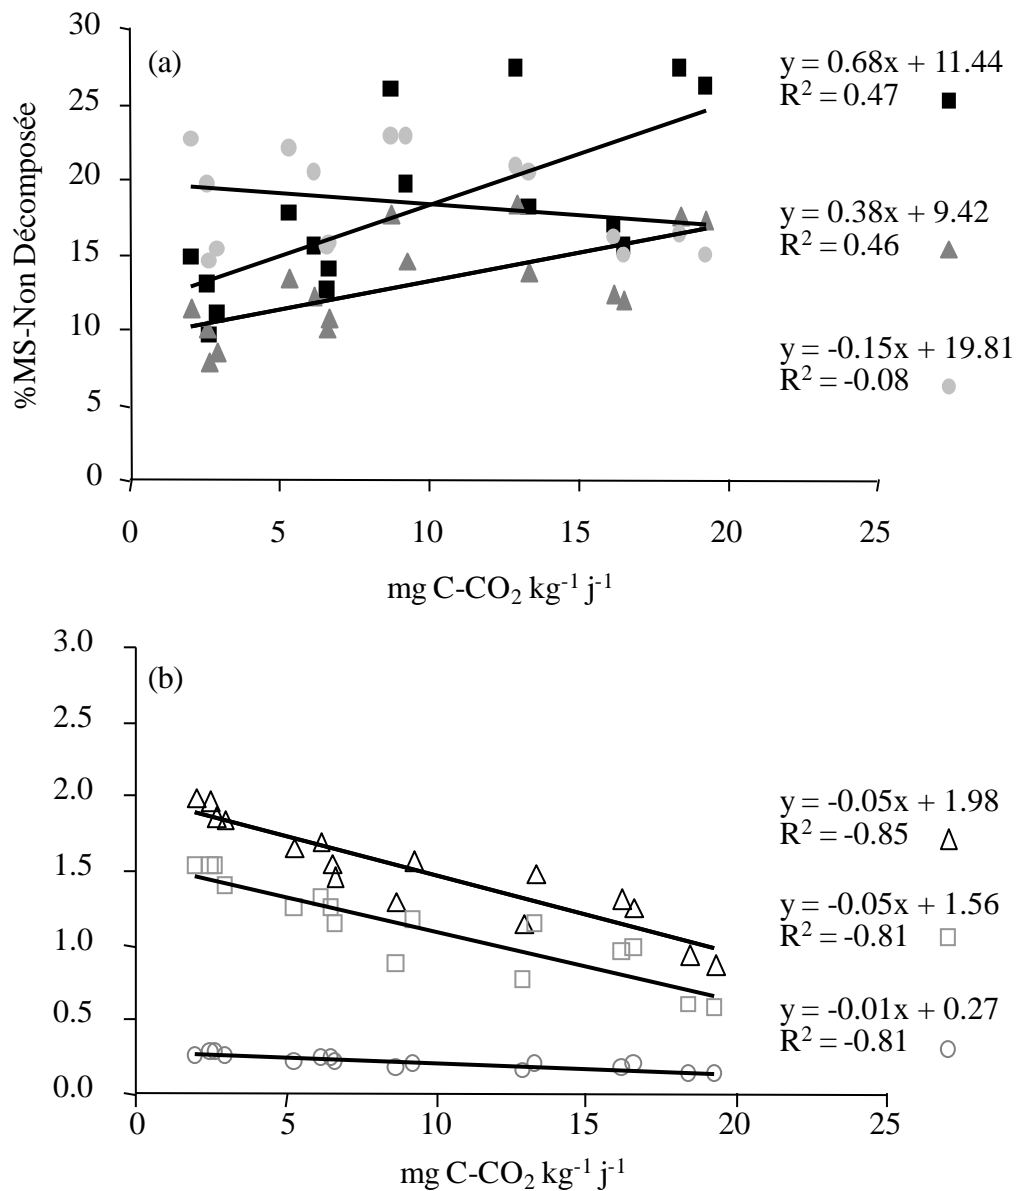 30
(a)
y = 0.68x + 11.44
R² = 0.47
25
20
y = 0.38x + 9.42
R² = 0.46
15
10
y = -0.15x + 19.81
R² = -0.08
5
0
%MS-Non Décomposée
0 5 10 15 20 25
mg C-CO₂ kg⁻¹ j⁻¹
3.0
(b)
2.5
2.0
y = -0.05x + 1.98
R² = -0.85
1.5
y = -0.05x + 1.56
R² = -0.81
1.0
0.5
y = -0.01x + 0.27
R² = -0.81
0.0
0 5 10 15 20 25
mg C-CO₂ kg⁻¹ j⁻¹